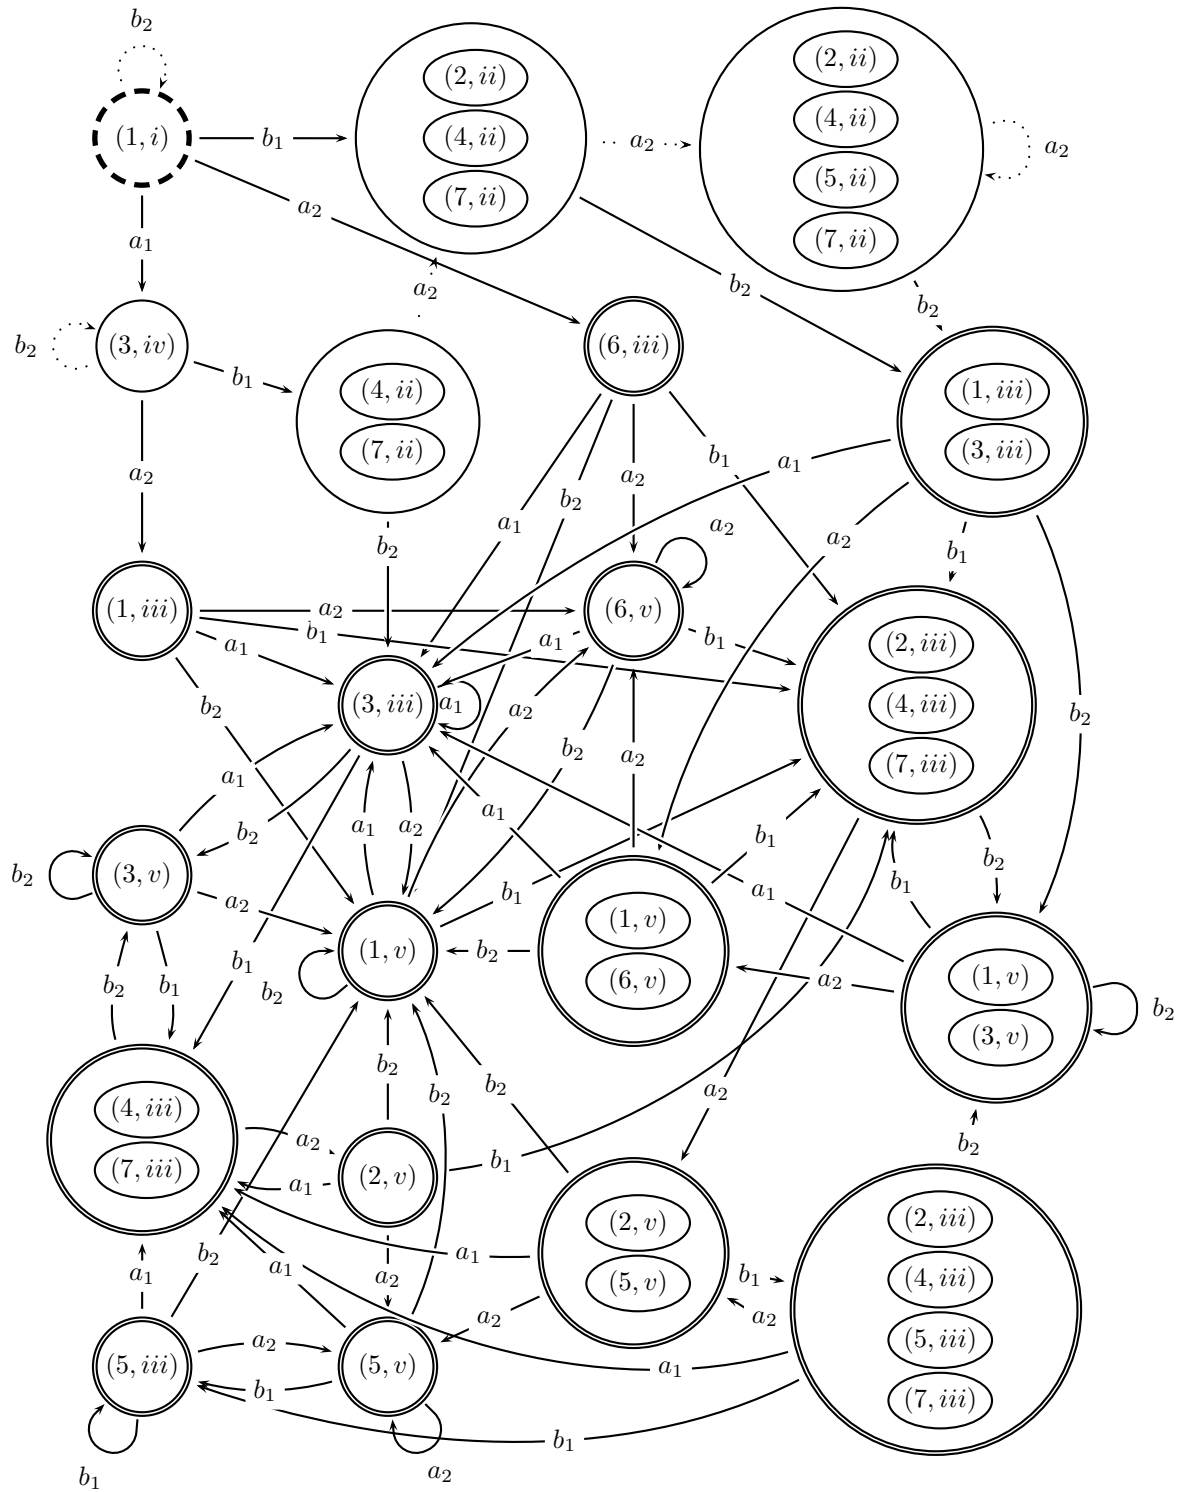 b₂
(1, i)
b₁
(2, ii)
(4, ii)
(7, ii)
a₂
(2, ii)
(4, ii)
(5, ii)
(7, ii)
a₂
a₂
a₁
b₂
a₂
b₂
b₂
(3, iv)
b₁
(4, ii)
(7, ii)
(6, iii)
(1, iii)
(3, iii)
a₂
b₂
a₁
b₂
a₂
b₁
a₁
a₂
a₂
b₁
(1, iii)
a₂
b₁
a₁
(6, v)
a₁
b₁
(2, iii)
(4, iii)
(7, iii)
b₂
(3, iii)
a₁
a₂
b₂
a₂
b₂
a₁
b₂
a₁
a₂
a₁
b₁
b₂
b₂
(3, v)
a₂
b₁
a₁
b₁
(1, v)
b₂
b₂
(1, v)
(6, v)
a₂
(1, v)
(3, v)
b₂
b₁
b₂
b₁
b₂
b₂
b₂
a₂
b₂
(4, iii)
(7, iii)
a₂
a₁
(2, v)
b₁
(2, v)
(5, v)
(2, iii)
(4, iii)
(5, iii)
(7, iii)
a₁
b₂
a₁
a₂
a₁
b₁
a₂
a₂
(5, iii)
a₂
b₁
(5, v)
a₁
b₁
b₁
a₂